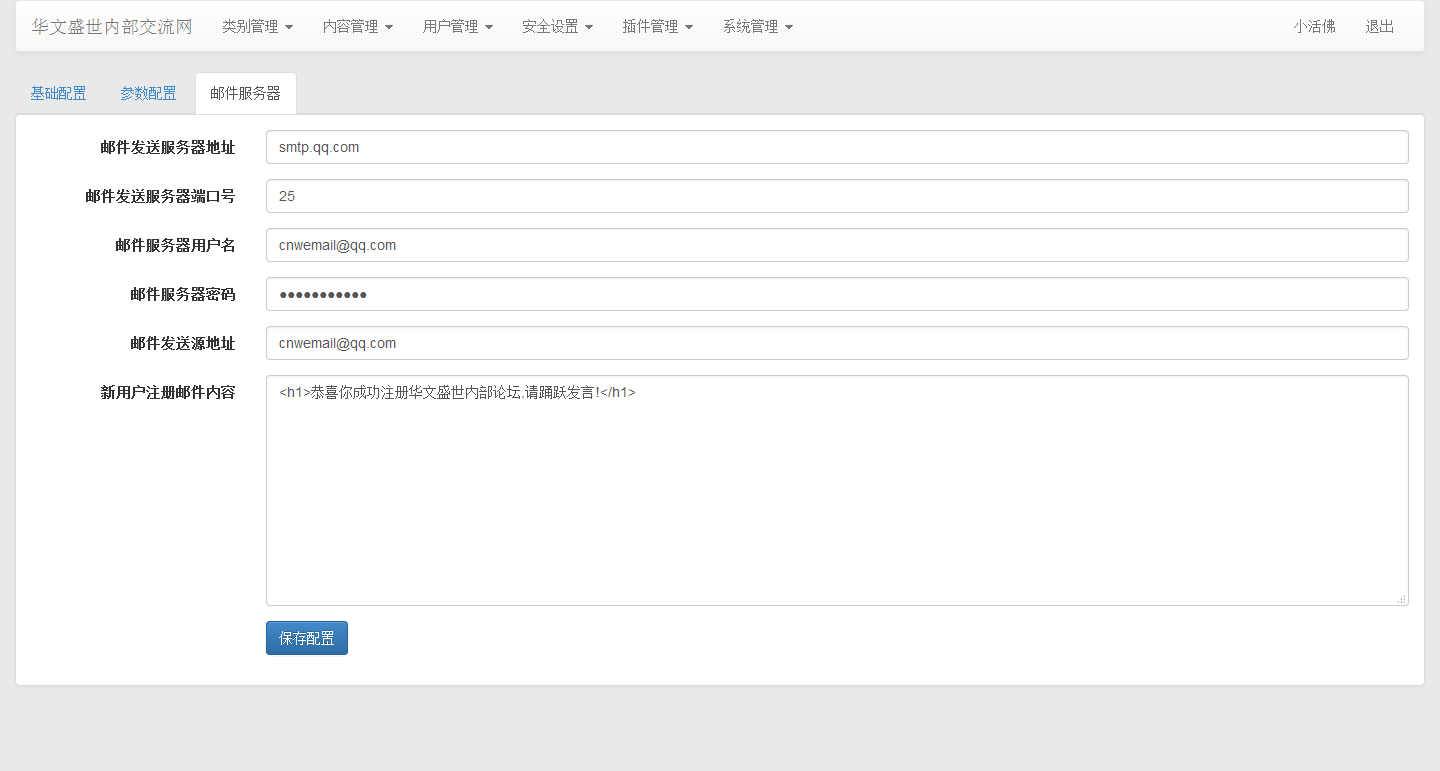 华文盛世内部交流网 类别管理 内容管理 用户管理 安全设置 插件管理 系统管理 小活佛 退出
基础配置 参数配置 邮件服务器
邮件发送服务器地址 smtp.qq.com
邮件发送服务器端口号 25
邮件服务器用户名 cnwemail@qq.com
邮件服务器密码 ●●●●●●●●●●●
邮件发送源地址 cnwemail@qq.com
新用户注册邮件内容 <h1>恭喜你成功注册华文盛世内部论坛,请踊跃发言!</h1>
保存配置